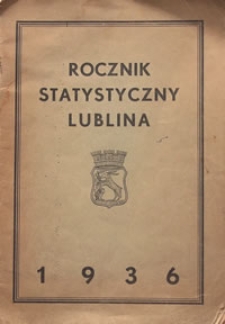 ROCZNIK
STATYSTYCZNY
LUBLINA
1936